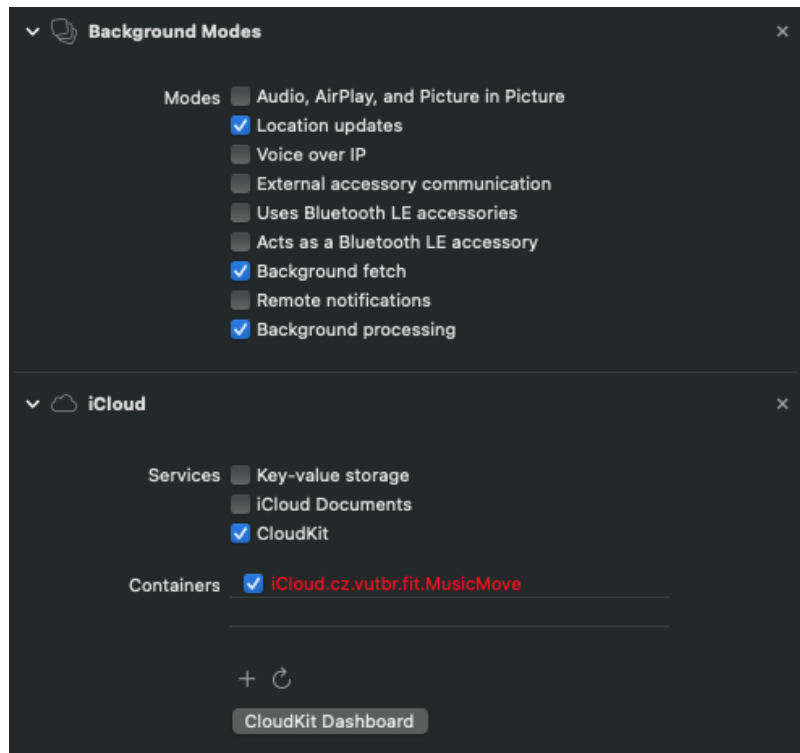 Background Modes
Modes Audio, AirPlay, and Picture in Picture
Location updates
Voice over IP
External accessory communication
Uses Bluetooth LE accessories
Acts as a Bluetooth LE accessory
Background fetch
Remote notifications
Background processing
iCloud
Services Key-value storage
iCloud Documents
CloudKit
Containers iCloud.cz.vutbr.fit.MusicMove
CloudKit Dashboard